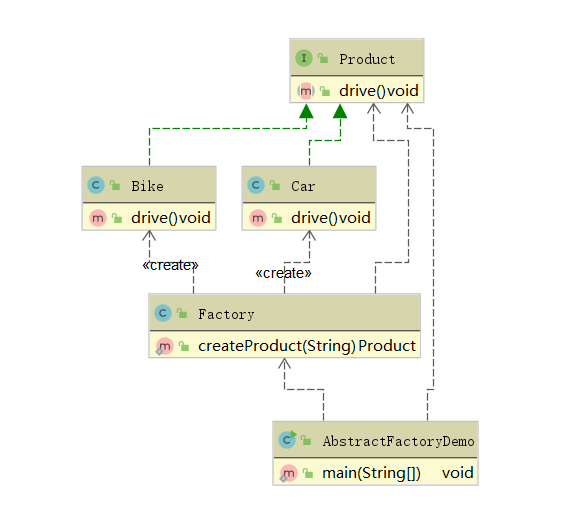 Product
drive()void
Bike
drive()void
Car
drive()void
«create»
«create»
Factory
createProduct(String) Product
AbstractFactoryDemo
main(String[]) void